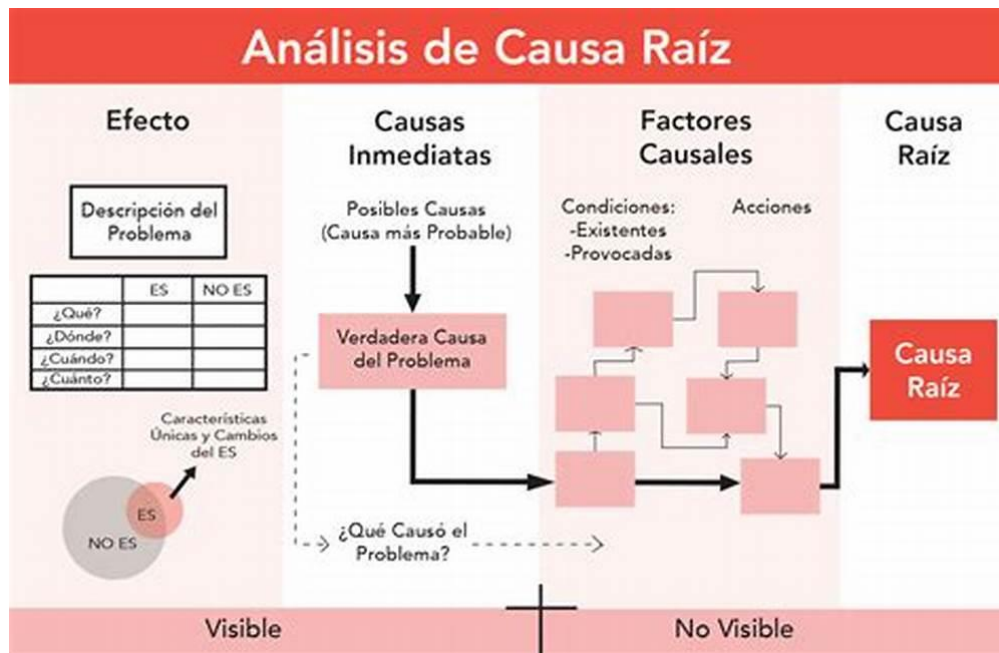 Análisis de Causa Raíz
Efecto
Descripción del
Problema
ES NO ES
¿Qué?
¿Dónde?
¿Cuándo?
¿Cuánto?
Características
Únicas y Cambios
del ES
ES
NO ES
Causas
Inmediatas
Posibles Causas
(Causa más Probable)
Verdadera Causa
del Problema
¿Qué Causó el
Problema?
Factores
Causales
Condiciones:
-Existentes
-Provocadas
Acciones
Causa
Raíz
Causa
Raíz
Visible
No Visible